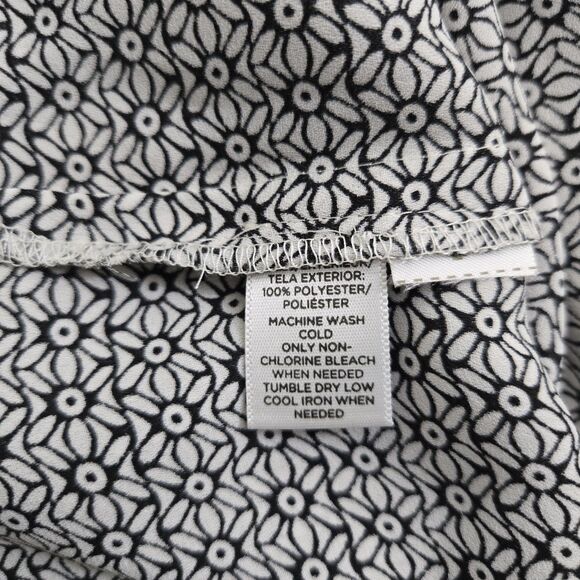 TELA EXTERIOR:
100% POLYESTER/
POLIÉSTER
MACHINE WASH
COLD
ONLY NON-
CHLORINE BLEACH
WHEN NEEDED
TUMBLE DRY LOW
COOL IRON WHEN
NEEDED